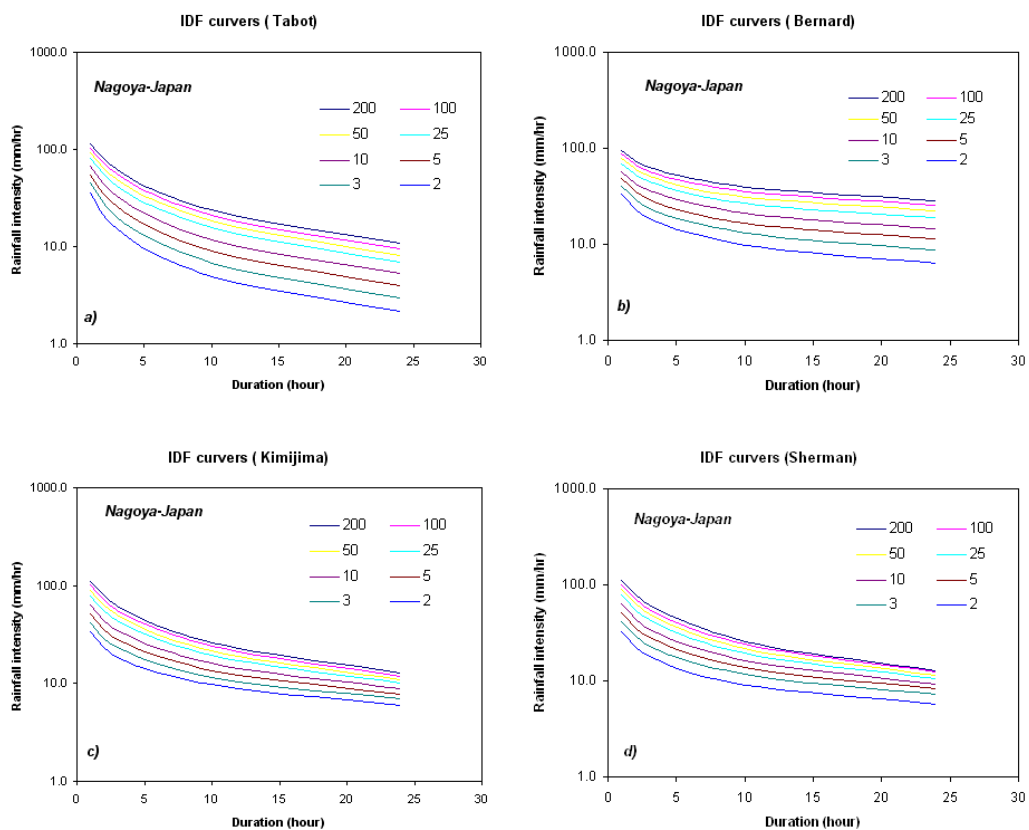 IDF curvers ( Tabot)
1000.0
100.0
10.0
1.0
Rainfall intensity (mm/hr)
Nagoya-Japan
200 100
50 25
10 5
3 2
a)
0 5 10 15 20 25 30
Duration (hour)
IDF curvers ( Bernard)
1000.0
100.0
10.0
1.0
Rainfall intensity (mm/hr)
Nagoya-Japan
200 100
50 25
10 5
3 2
b)
0 5 10 15 20 25 30
Duration (hour)
IDF curvers ( Kimijima)
1000.0
100.0
10.0
1.0
Rainfall intensity (mm/hr)
Nagoya-Japan
200 100
50 25
10 5
3 2
c)
0 5 10 15 20 25 30
Duration (hour)
IDF curvers (Sherman)
1000.0
100.0
10.0
1.0
Rainfall intensity (mm/hr)
Nagoya-Japan
200 100
50 25
10 5
3 2
d)
0 5 10 15 20 25 30
Duration (hour)